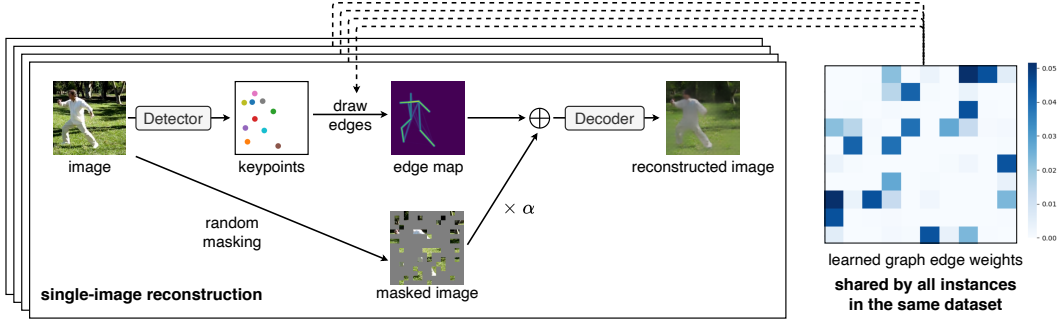 image
Detector
keypoints
draw
edges
edge map
Decoder
reconstructed image
random
masking
× α
masked image
single-image reconstruction
0.05
0.04
0.03
0.02
0.01
0.00
learned graph edge weights
shared by all instances
in the same dataset